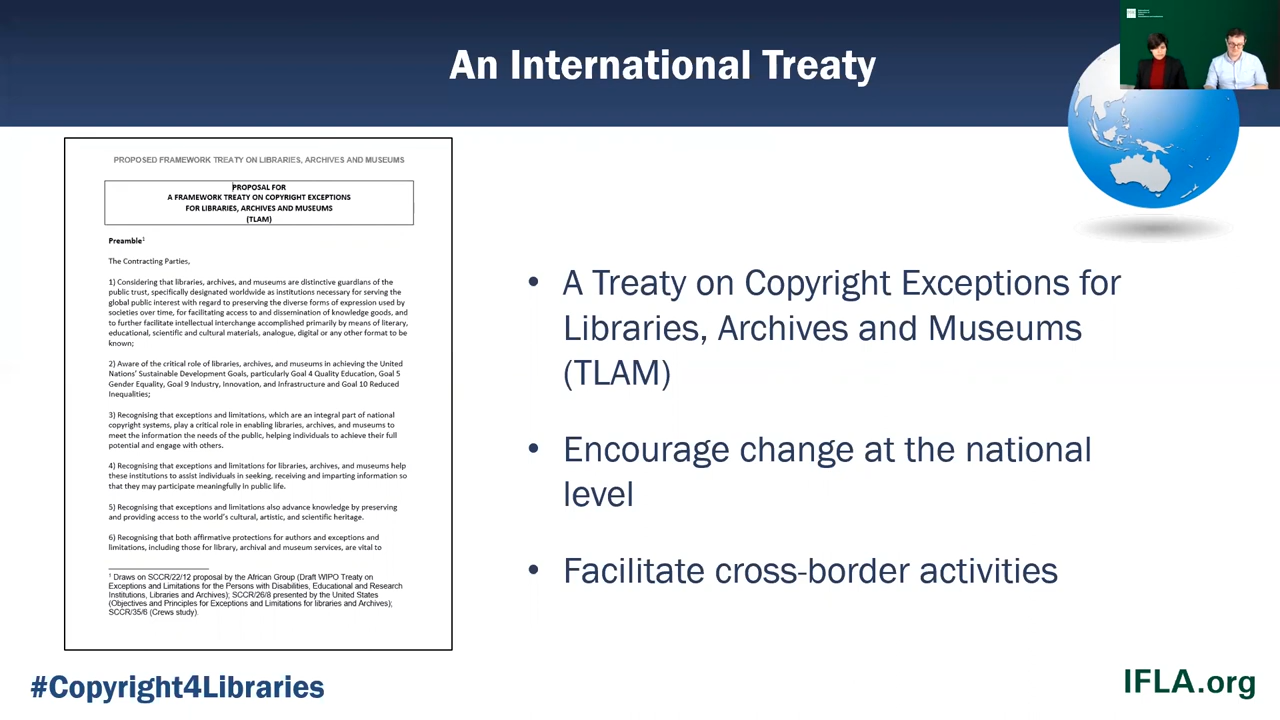 An International Treaty
PROPOSED FRAMEWORK TREATY ON LIBRARIES, ARCHIVES AND MUSEUMS
PROPOSAL FOR
A FRAMEWORK TREATY ON COPYRIGHT EXCEPTIONS
FOR LIBRARIES, ARCHIVES AND MUSEUMS
(TLAM)
Preamble1
The Contracting Parties,
1) Considering that libraries, archives, and museums are distinctive guardians of the
public trust, specifically designated worldwide as institutions necessary for serving the
global public interest with regard to preserving the diverse forms of expression used by
societies over time, for facilitating access to and dissemination of knowledge goods, and
to further facilitate intellectual interchange accomplished primarily by means of literary,
educational, scientific and cultural materials, analogue, digital or any other format to be
known;
2) Aware of the critical role of libraries, archives, and museums in achieving the United
Nations' Sustainable Development Goals, particularly Goal 4 Quality Education, Goal 5
Gender Equality, Goal 9 Industry, Innovation, and Infrastructure and Goal 10 Reduced
Inequalities;
3) Recognising that exceptions and limitations, which are an integral part of national
copyright systems, play a critical role in enabling libraries, archives, and museums to
meet the information the needs of the public, helping individuals to achieve their full
potential and engage with others.
4) Recognising that exceptions and limitations for libraries, archives, and museums help
these institutions to assist individuals in seeking, receiving and imparting information so
that they may participate meaningfully in public life.
5) Recognising that exceptions and limitations also advance knowledge by preserving
and providing access to the world's cultural, artistic, and scientific heritage.
6) Recognising that both affirmative protections for authors and exceptions and
limitations, including those for library, archival and museum services, are vital to
1 Draws on SCCR/22/12 proposal by the African Group (Draft WIPO Treaty on
Exceptions and Limitations for the Persons with Disabilities, Educational and Research
Institutions, Libraries and Archives); SCCR/26/8 presented by the United States
(Objectives and Principles for Exceptions and Limitations for libraries and Archives);
SCCR/35/6 (Crews study).
• A Treaty on Copyright Exceptions for
Libraries, Archives and Museums
(TLAM)
• Encourage change at the national
level
• Facilitate cross-border activities
#Copyright4Libraries
IFLA.org